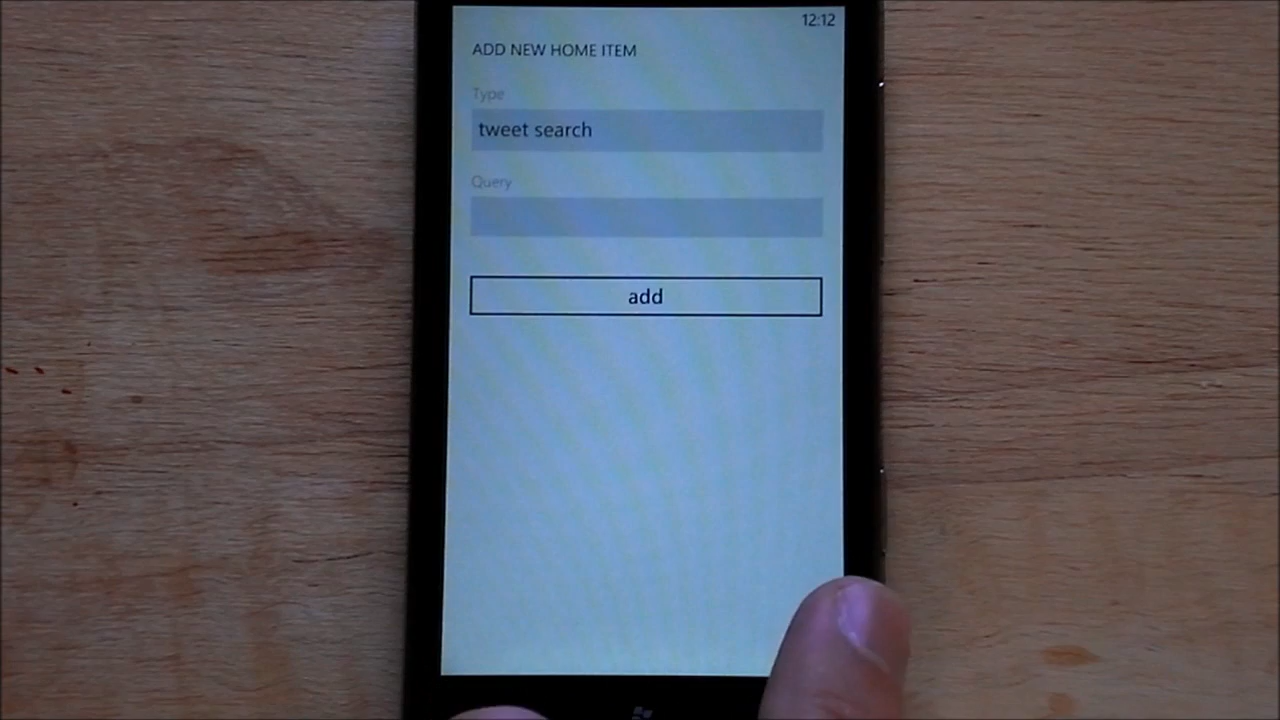 12:12
ADD NEW HOME ITEM
Type
tweet search
Query
add